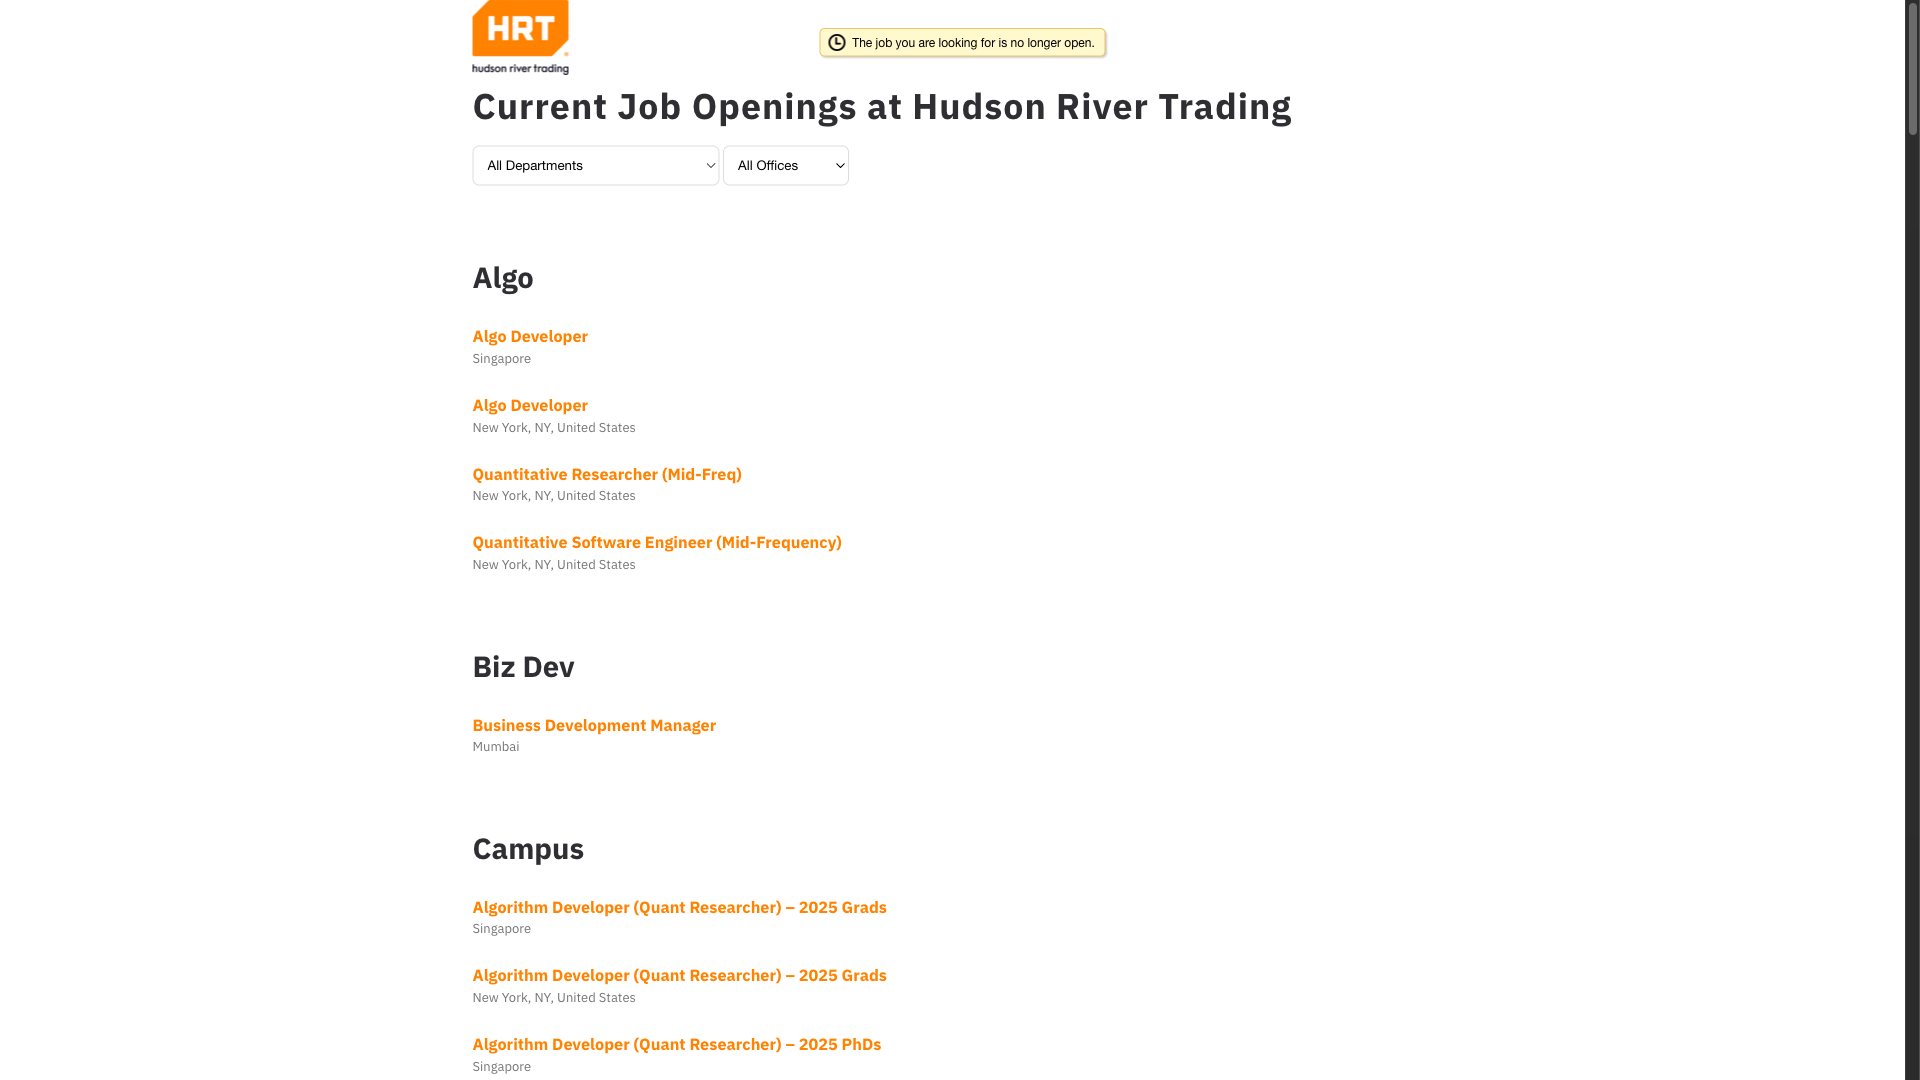 HRT
hudson river trading
The job you are looking for is no longer open.
Current Job Openings at Hudson River Trading
All Departments
All Offices
Algo
Algo Developer
Singapore
Algo Developer
New York, NY, United States
Quantitative Researcher (Mid-Freq)
New York, NY, United States
Quantitative Software Engineer (Mid-Frequency)
New York, NY, United States
Biz Dev
Business Development Manager
Mumbai
Campus
Algorithm Developer (Quant Researcher) – 2025 Grads
Singapore
Algorithm Developer (Quant Researcher) – 2025 Grads
New York, NY, United States
Algorithm Developer (Quant Researcher) – 2025 PhDs
Singapore